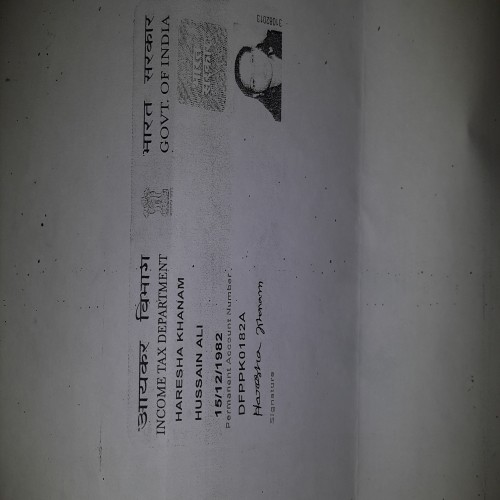 आयकर विभाग
INCOME TAX DEPARTMENT
भारत सरकार
GOVT. OF INDIA
HARESHA KHANAM
HUSSAIN ALI
15/12/1982
Permanent Account Number
DFPPK0182A
Haresha Khanam
Signature
31082013